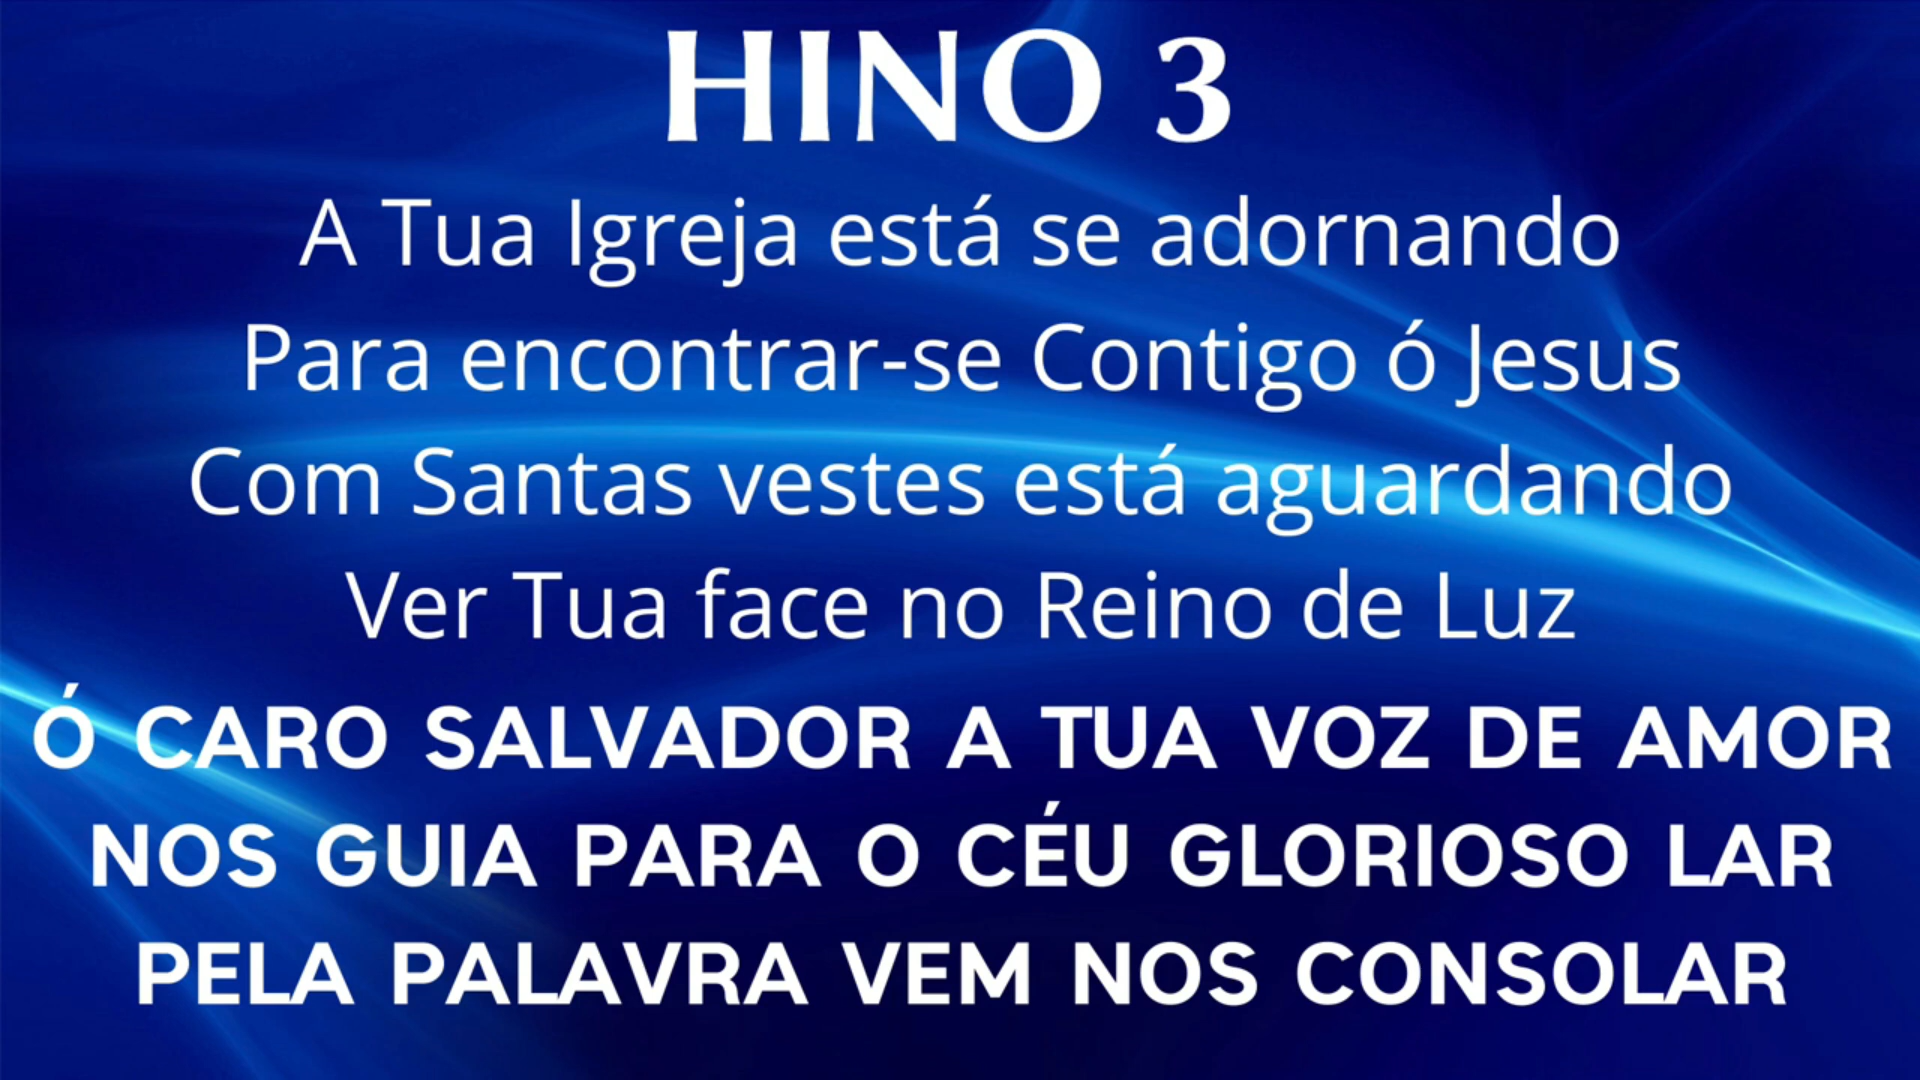 HINO 3
A Tua Igreja está se adornando
Para encontrar-se Contigo ó Jesus
Com Santas vestes está aguardando
Ver Tua face no Reino de Luz
Ó CARO SALVADOR A TUA VOZ DE AMOR
NOS GUIA PARA O CÉU GLORIOSO LAR
PELA PALAVRA VEM NOS CONSOLAR